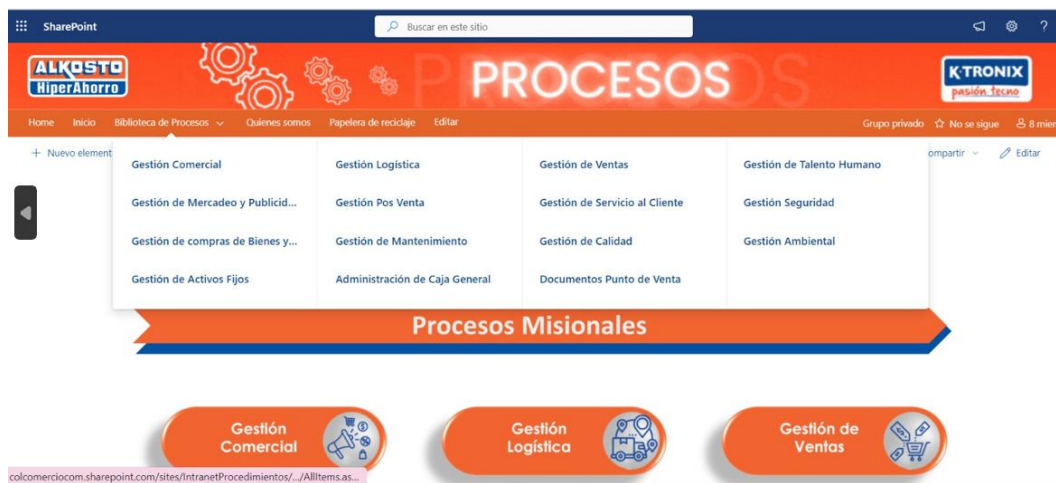 SharePoint
Buscar en este sitio
?
ALKOSTO
HiperAhorro
PROCESOS
K-TRONIX
pasión tecno
Home Inicio Biblioteca de Procesos Quienes somos Papelera de reciclaje Editar
Grupo privado No se sigue 8 mier
+ Nuevo element
ompartir Editar
Gestión Comercial Gestión Logística Gestión de Ventas Gestión de Talento Humano
Gestión de Mercadeo y Publicid... Gestión Pos Venta Gestión de Servicio al Cliente Gestión Seguridad
Gestión de compras de Bienes y... Gestión de Mantenimiento Gestión de Calidad Gestión Ambiental
Gestión de Activos Fijos Administración de Caja General Documentos Punto de Venta
Procesos Misionales
Gestión
Comercial
Gestión
Logística
Gestión de
Ventas
colcomerciocom.sharepoint.com/sites/IntranetProcedimientos/.../AllItems.as...